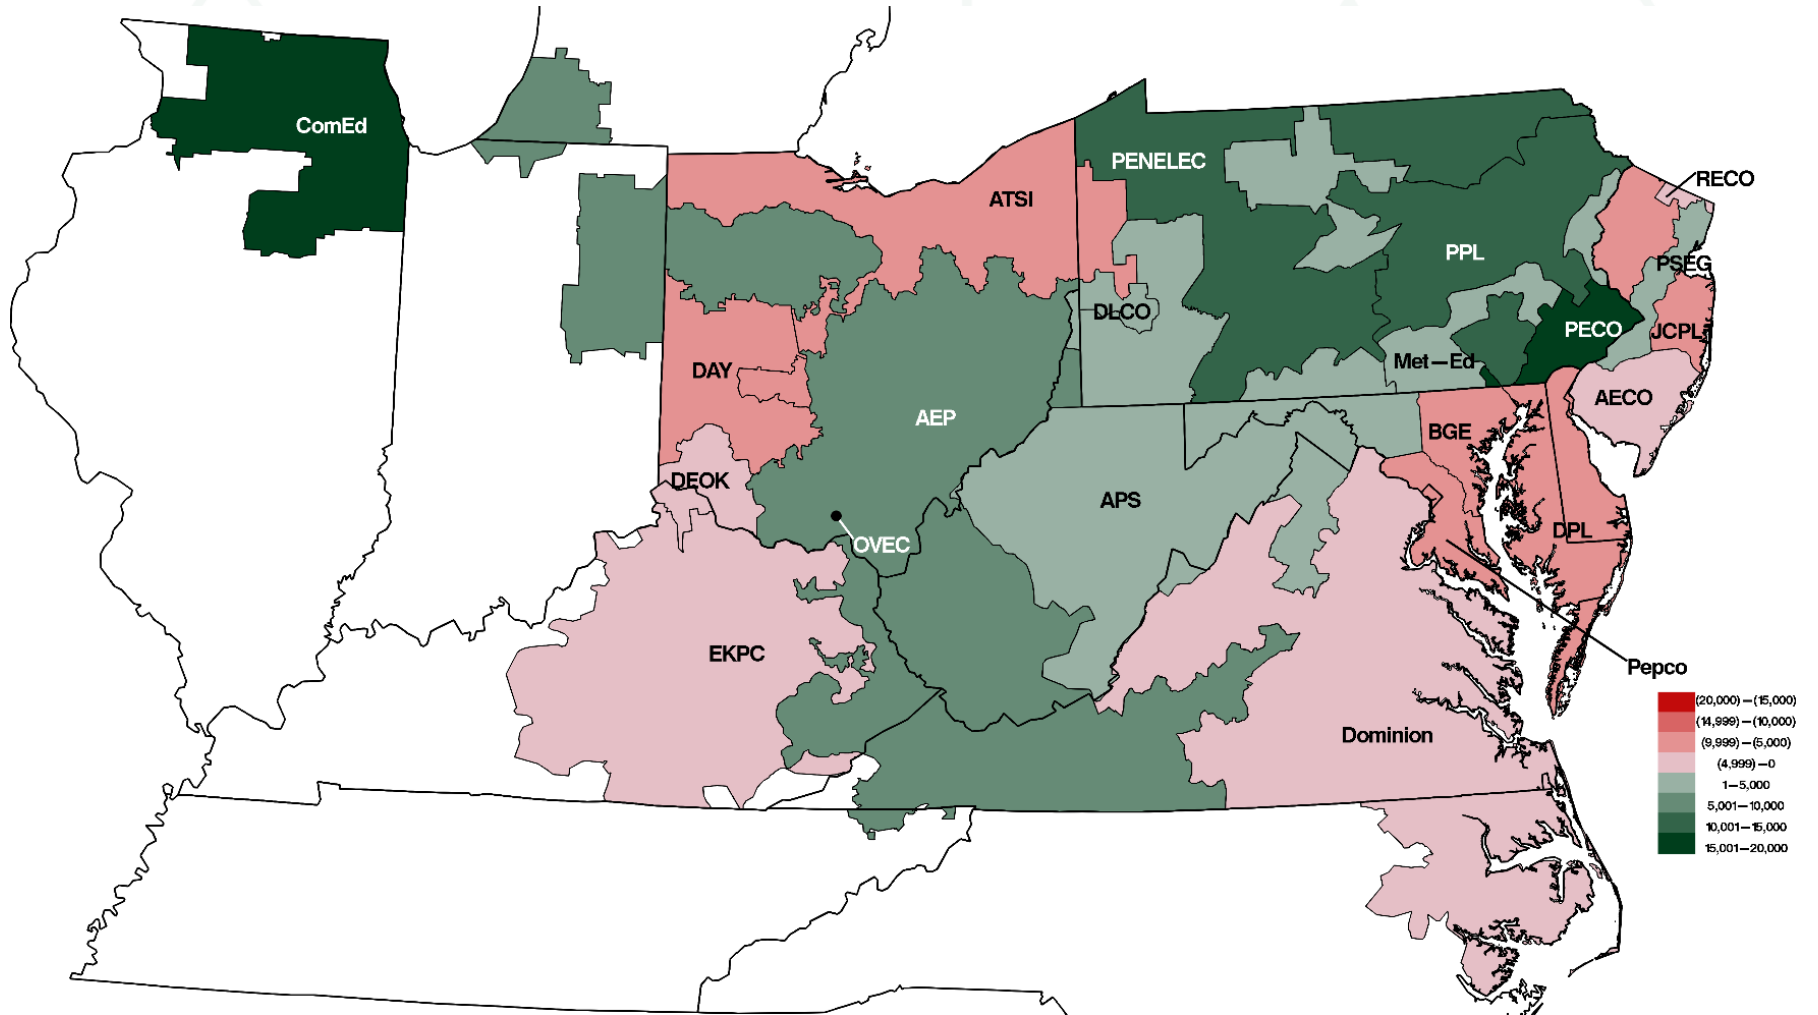 ComEd
PENELEC
RECO
ATSI
PPL
PSEG
DLCO
PECO
JCPL
Met—Ed
DAY
AECO
AEP
BGE
DEOK
APS
DPL
OVEC
EKPC
Pepco
Dominion
(20,000)—(15,000)
(14,999)—(10,000)
(9,999)—(5,000)
(4,999)—0
1—5,000
5,001—10,000
10,001—15,000
15,001—20,000